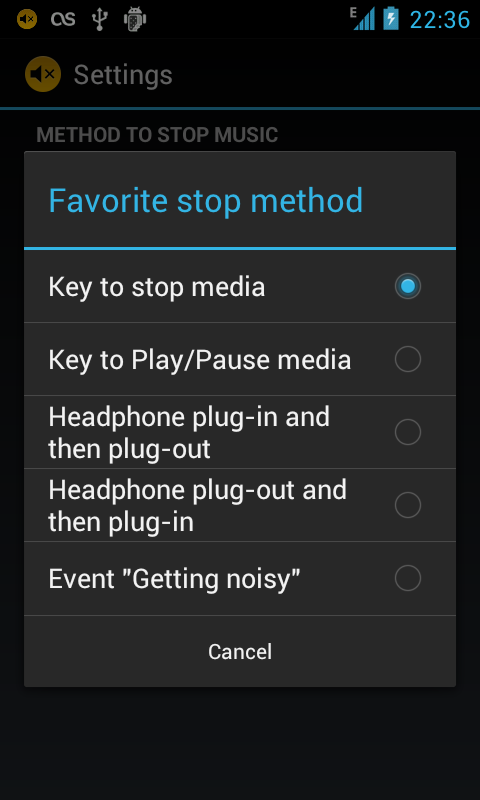 E
22:36
Settings
METHOD TO STOP MUSIC
Favorite stop method
Key to stop media
Key to Play/Pause media
Headphone plug-in and
then plug-out
Headphone plug-out and
then plug-in
Event "Getting noisy"
Cancel